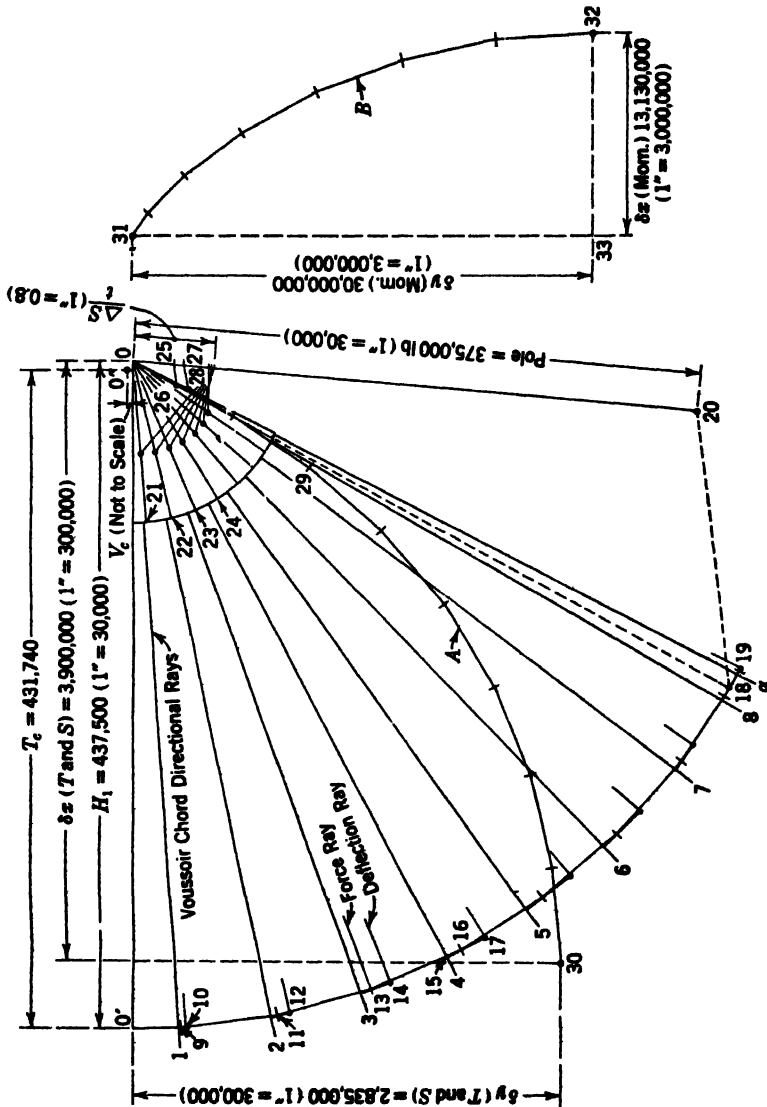 T_c = 431,740
δx (T and S) = 3,900,000 (1″ = 300,000)
H₁ = 437,500 (1″ = 30,000)
V_c (Not to Scale)
0″
0″
0
ΔS/t (1″ = 0.8)
Pole = 375,000 lb (1″ = 30,000)
δy (T and S) = 2,835,000 (1″ = 300,000)
Voussoir Chord Directional Rays
Force Ray
Deflection Ray
1
9
10
2
11
12
3
13
14
15
4
16
17
5
6
7
8
18
19
20
21
22
23
24
25
26
27
28
29
30
A
31
B
32
33
δy (Mom.) 30,000,000
(1″ = 3,000,000)
δx (Mom.) 13,130,000
(1″ = 3,000,000)